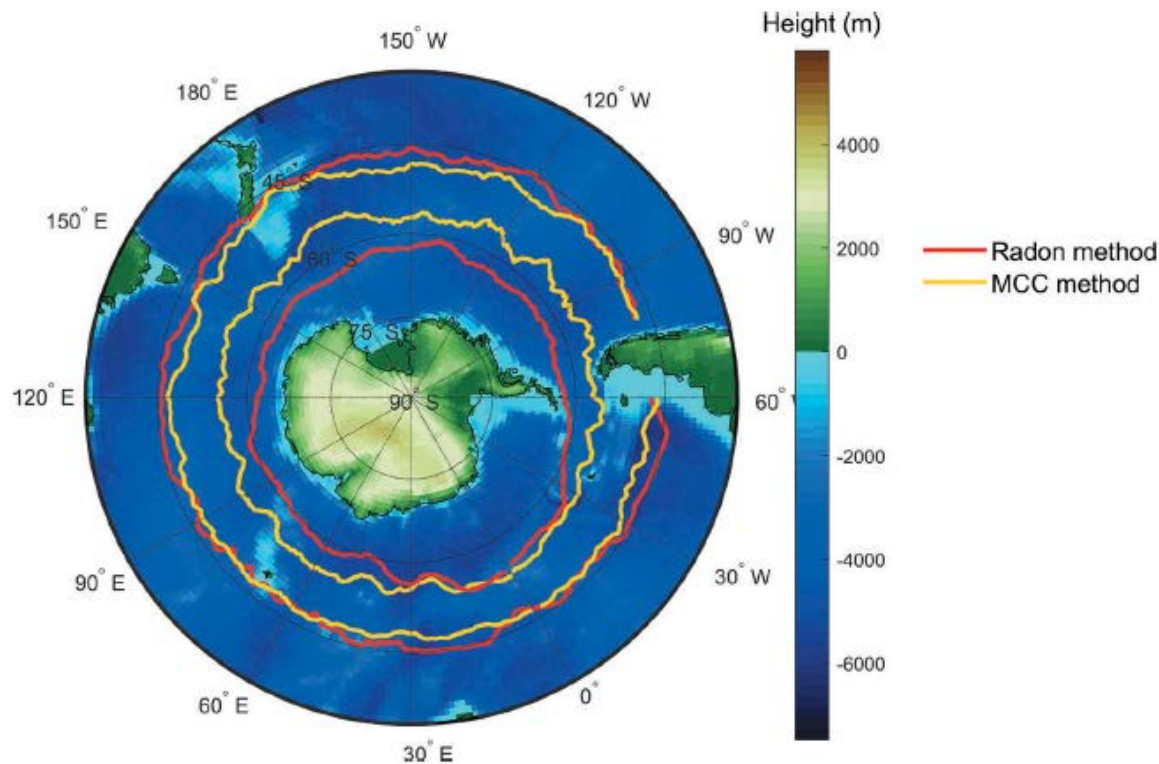 Height (m)
150° W
180° E
120° W
4000
45° S
150° E
90° W
Radon method
2000
60° S
MCC method
75° S
0
120° E
90° S
60° W
-2000
-4000
90° E
30° W
-6000
60° E
0°
30° E